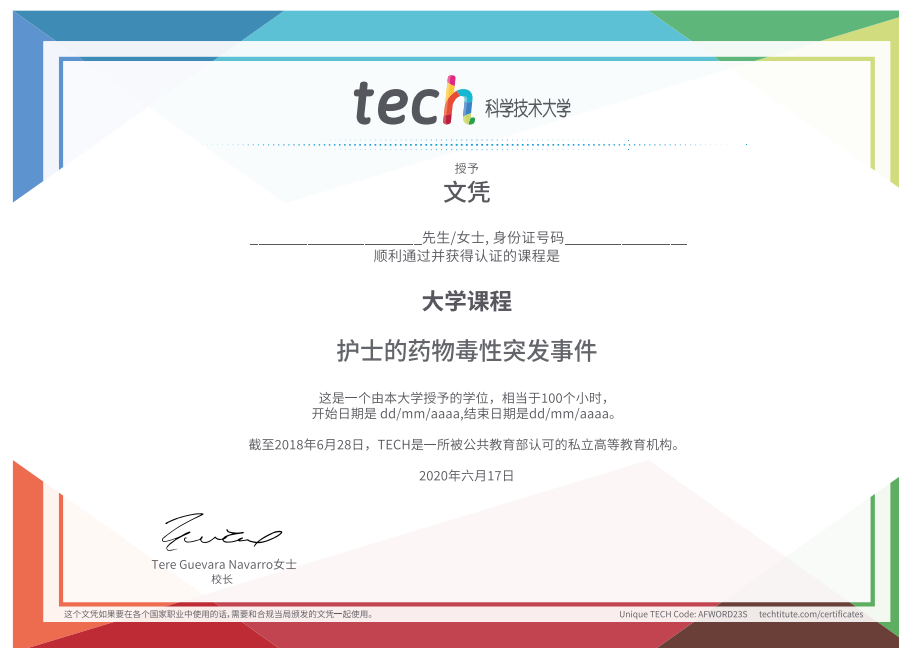 tech 科学技术大学
授予
文凭
________________________先生/女士, 身份证号码_________________
顺利通过并获得认证的课程是
大学课程
护士的药物毒性突发事件
这是一个由本大学授予的学位，相当于100个小时，
开始日期是 dd/mm/aaaa,结束日期是dd/mm/aaaa。
截至2018年6月28日，TECH是一所被公共教育部认可的私立高等教育机构。
2020年六月17日
Tere Guevara Navarro女士
校长
这个文凭如果要在各个国家职业中使用的话,需要和合规当局颁发的文凭一起使用。
Unique TECH Code: AFWORD23S techtitute.com/certificates